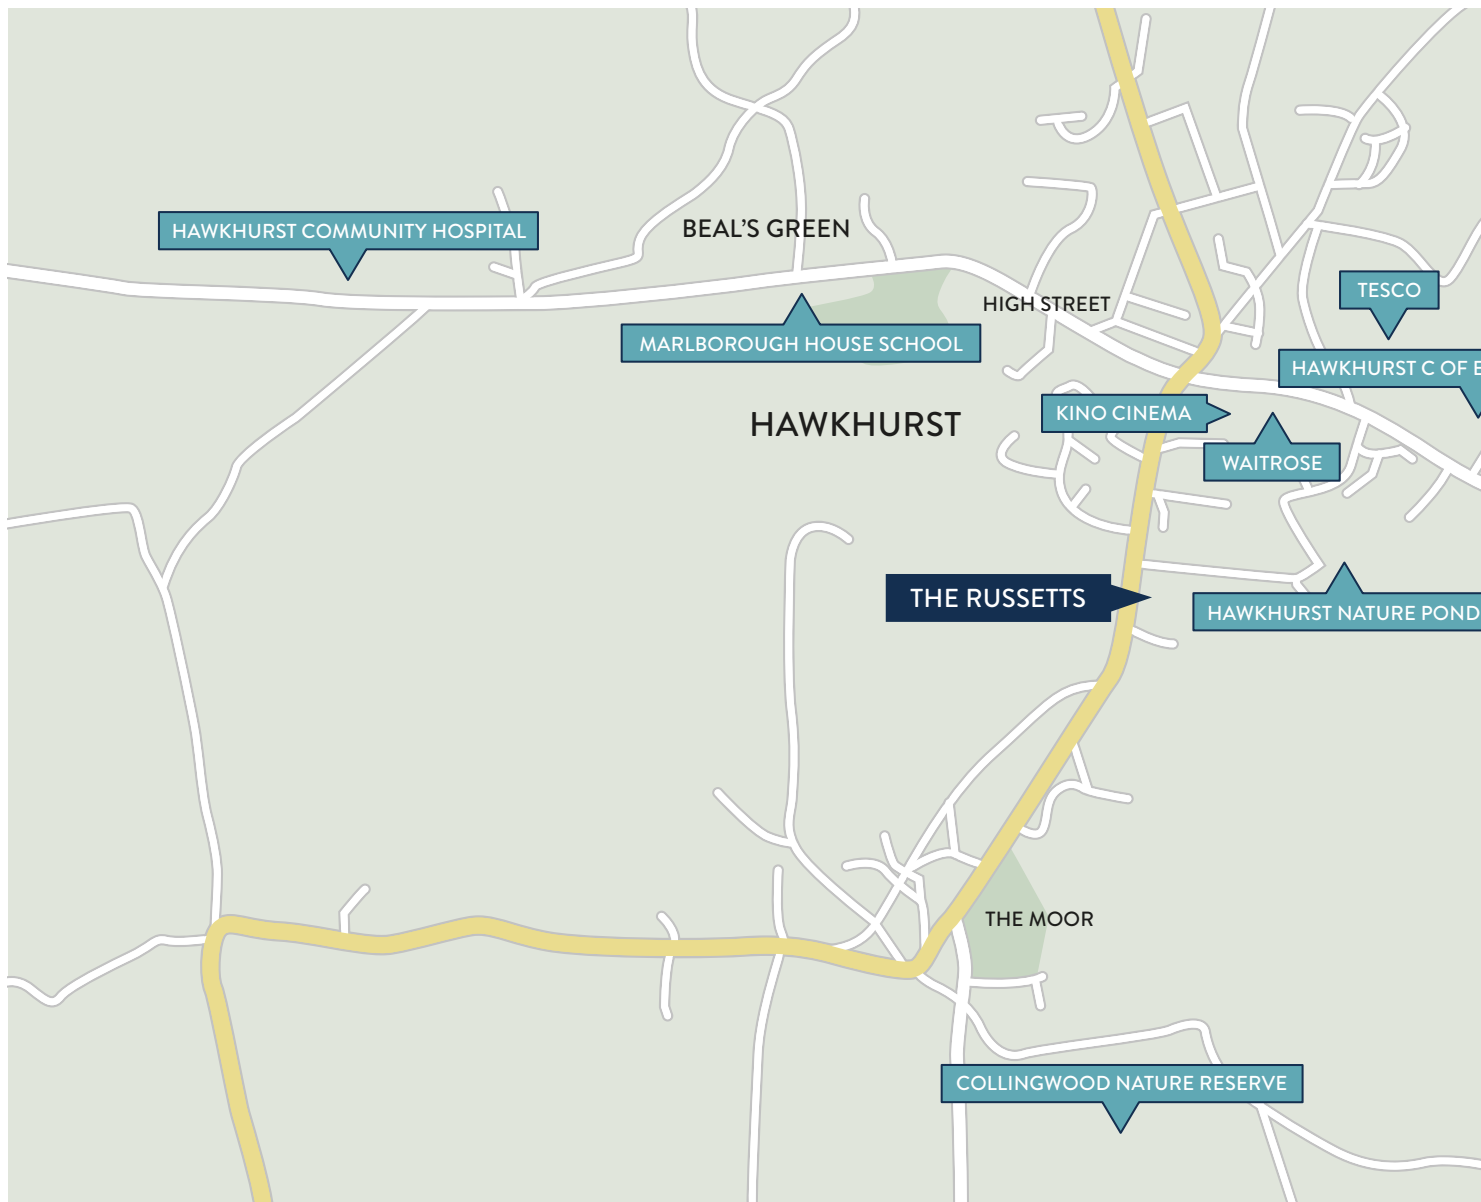 BEAL'S GREEN
HAWKHURST COMMUNITY HOSPITAL
TESCO
HIGH STREET
MARLBOROUGH HOUSE SCHOOL
HAWKHURST C OF E
KINO CINEMA
HAWKHURST
WAITROSE
THE RUSSETTS
HAWKHURST NATURE POND
THE MOOR
COLLINGWOOD NATURE RESERVE